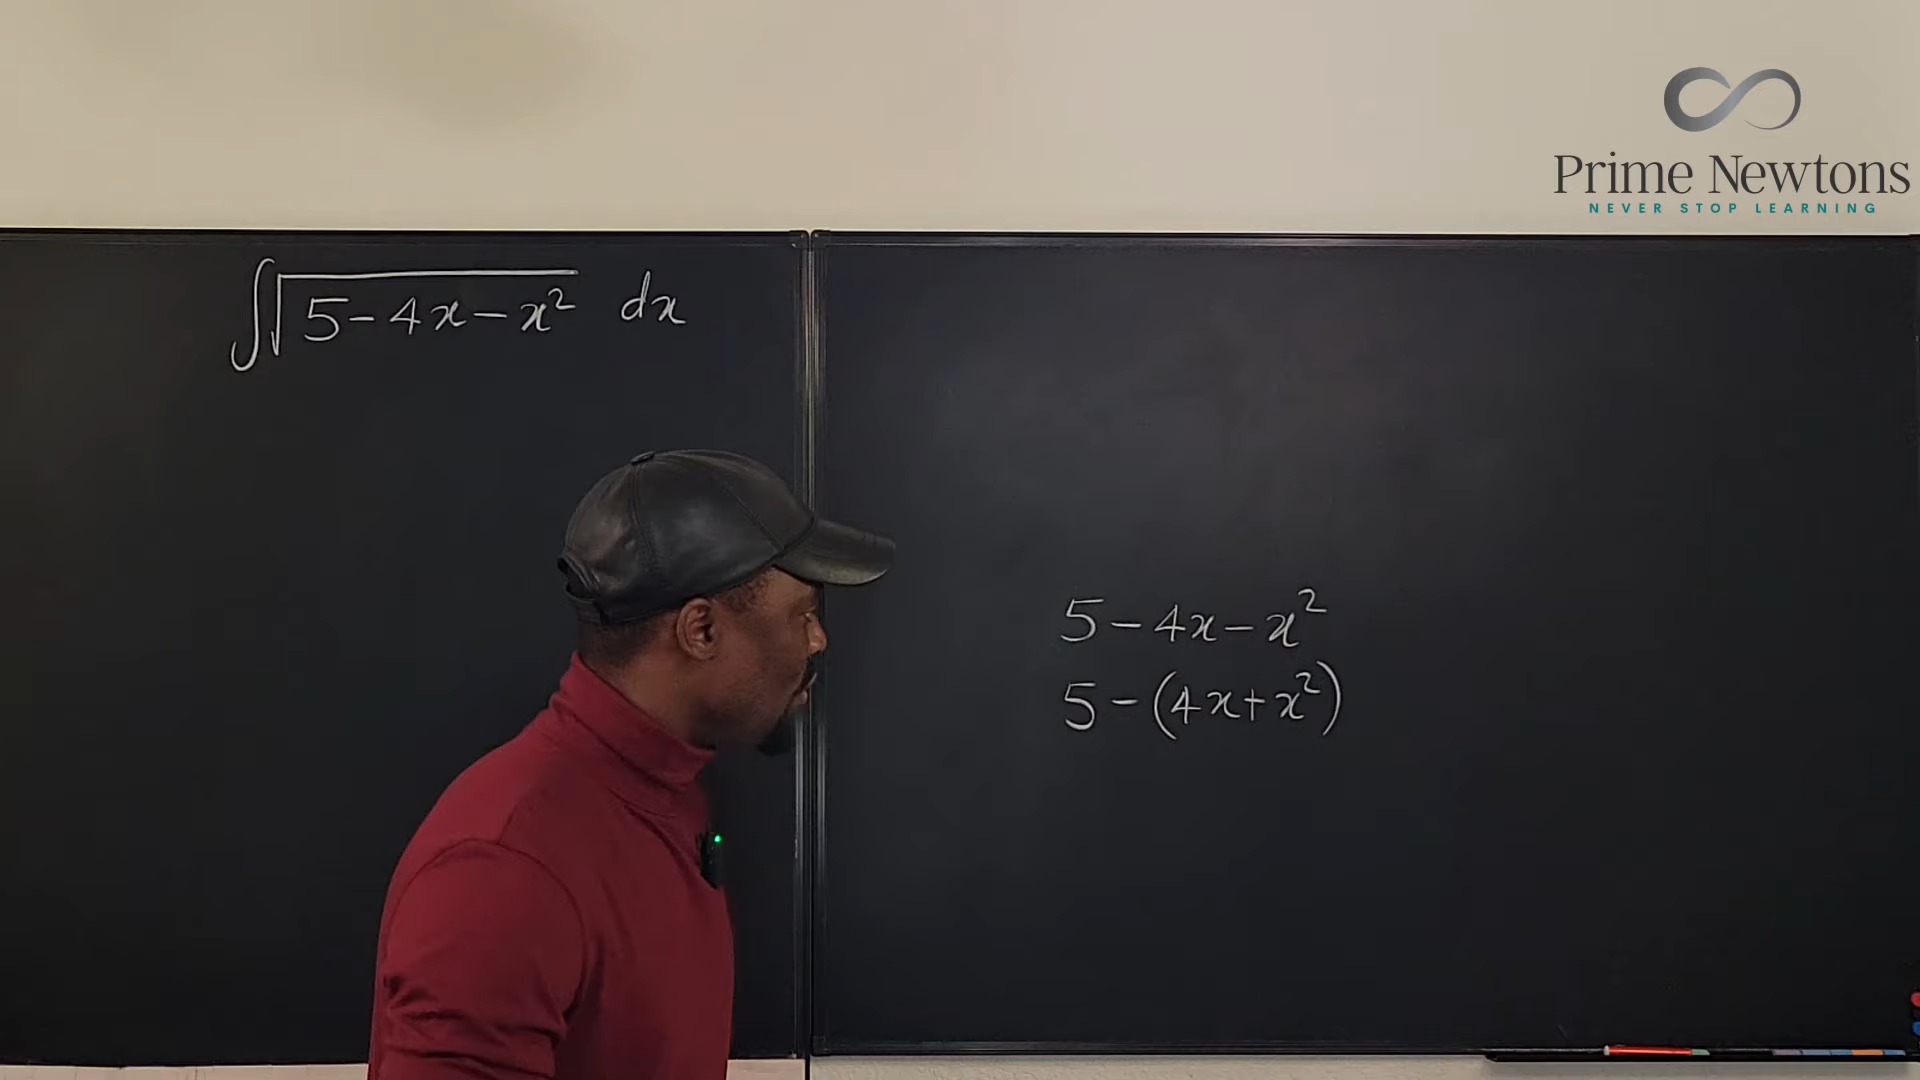 Prime Newtons
NEVER STOP LEARNING
∫√(5-4x-x²) dx
5-4x-x²
5-(4x+x²)